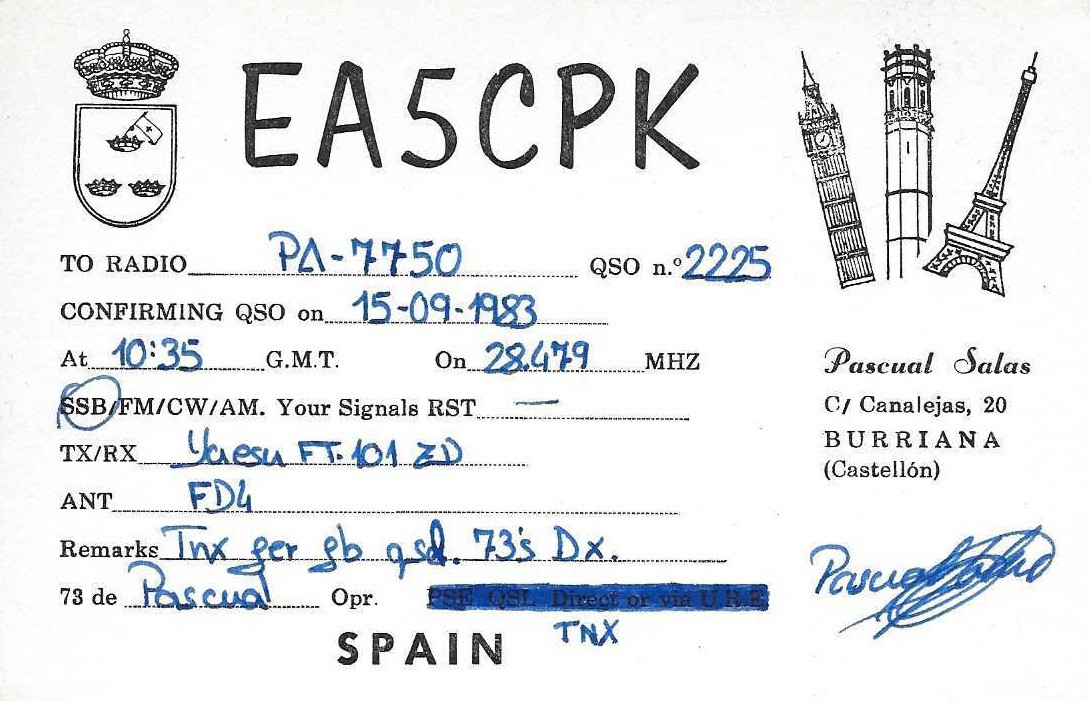 EA5CPK
TO RADIO PA-7750 QSO n.º 2225
CONFIRMING QSO on 15-09-1983
At 10:35 G.M.T. On 28.479 MHZ
SSB/FM/CW/AM. Your Signals RST —
TX/RX Yaesu FT-101 ZD
ANT FD4
Remarks Tnx fer fb qsl. 73's Dx.
73 de Pascual Opr. PSE QSL Direct or via U.R.E
TNX
SPAIN
Pascual Salas
C/ Canalejas, 20
BURRIANA
(Castellón)
Pascual